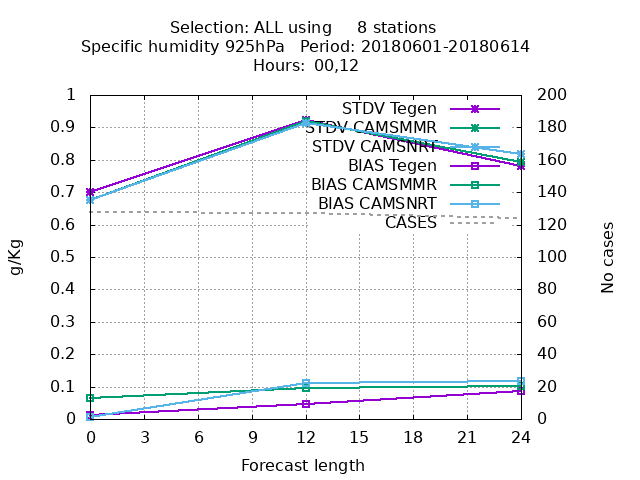 Selection: ALL using     8 stations
Specific humidity 925hPa   Period: 20180601-20180614
Hours: 00,12
STDV Tegen
STDV CAMSMMR
STDV CAMSNRT
BIAS Tegen
BIAS CAMSMMR
BIAS CAMSNRT
CASES
1
0.9
0.8
0.7
0.6
0.5
0.4
0.3
0.2
0.1
0
g/Kg
200
180
160
140
120
100
80
60
40
20
0
No cases
0 3 6 9 12 15 18 21 24
Forecast length